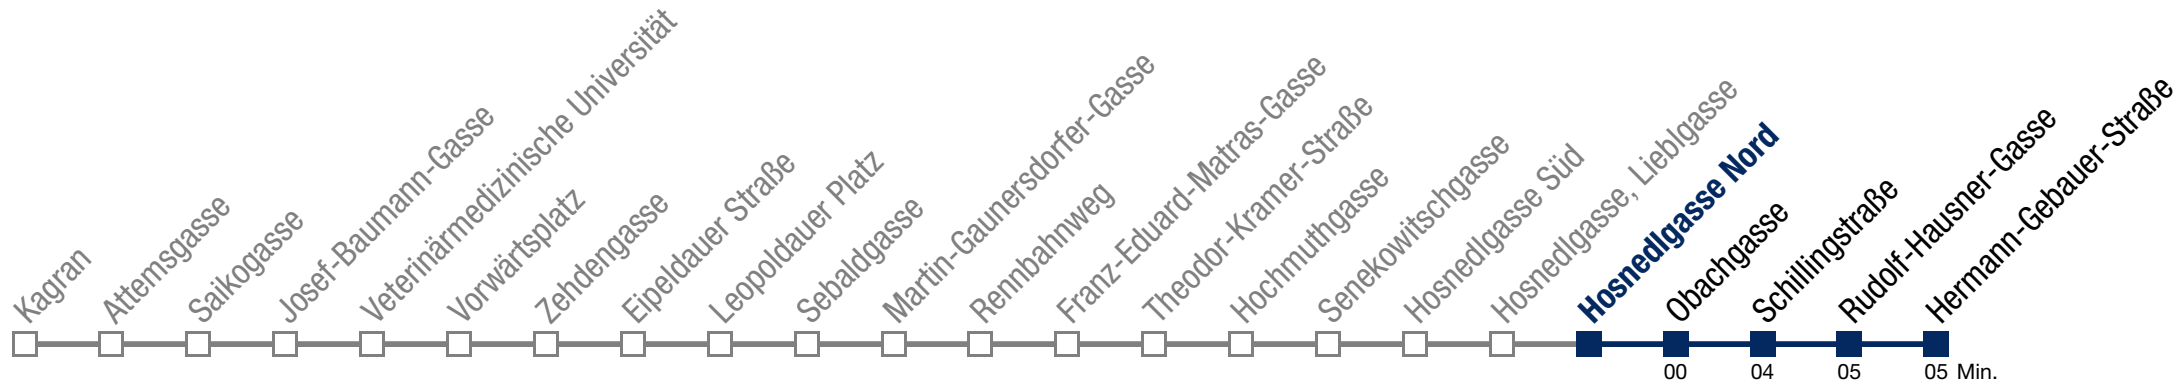 Kagran
Attemsgasse
Saikogasse
Josef-Baumann-Gasse
Veterinärmedizinische Universität
Vorwärtsplatz
Zehdengasse
Eipeldauer Straße
Leopoldauer Platz
Sebaldgasse
Martin-Gaunersdorfer-Gasse
Rennbahnweg
Franz-Eduard-Matras-Gasse
Theodor-Kramer-Straße
Hochmuthgasse
Senekowitschgasse
Hosnedlgasse Süd
Hosnedlgasse, Lieblgasse
Hosnedlgasse Nord
Obachgasse
Schillingstraße
Rudolf-Hausner-Gasse
Hermann-Gebauer-Straße
00 04 05 05 Min.